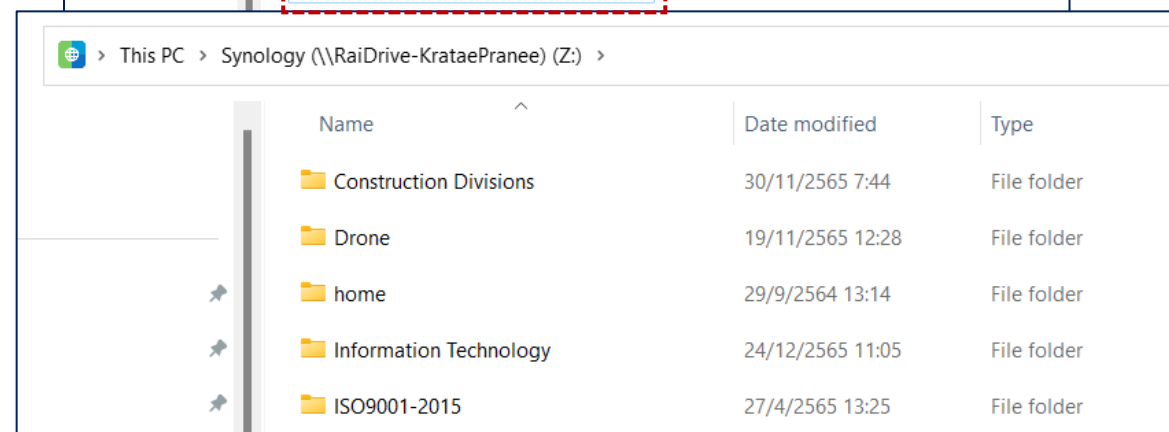 This PC > Synology (\\RaiDrive-KrataePranee) (Z:) >
Name Date modified Type
Construction Divisions 30/11/2565 7:44 File folder
Drone 19/11/2565 12:28 File folder
home 29/9/2564 13:14 File folder
Information Technology 24/12/2565 11:05 File folder
ISO9001-2015 27/4/2565 13:25 File folder